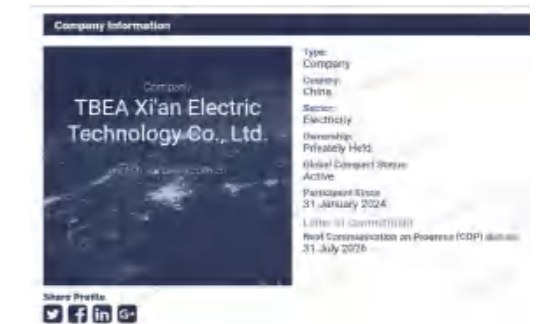 Company Information
Company
TBEA Xi'an Electric
Technology Co., Ltd.
Type:
Company
Country:
China
Sector:
Electricity
Ownership:
Privately Held
Global Compact Status:
Active
Participant Since
31 January 2024
Letter of Commitment
Next Communication on Progress (COP) due on:
31 July 2026
Share Profile